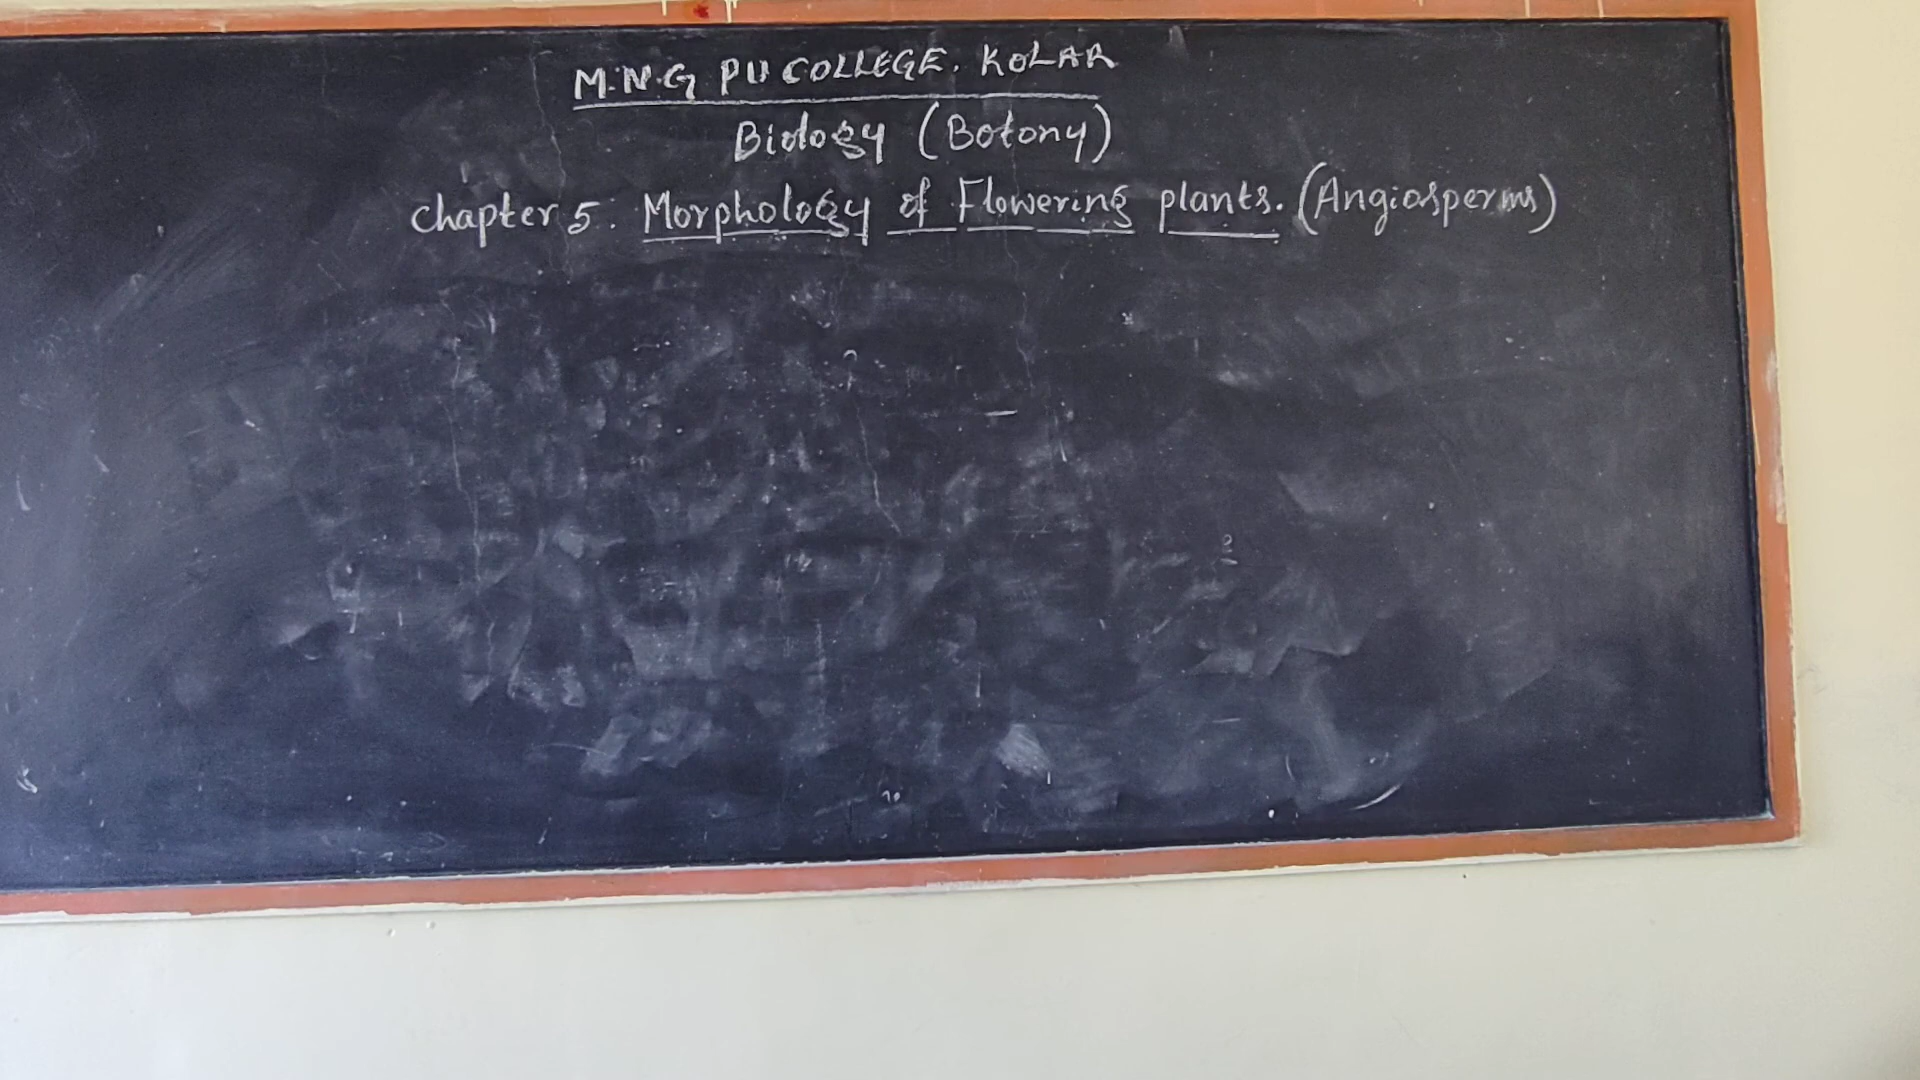 M.N.G PU COLLEGE. KOLAR
Biology (Botony)
chapter 5. Morphology of Flowering plants. (Angiosperms)